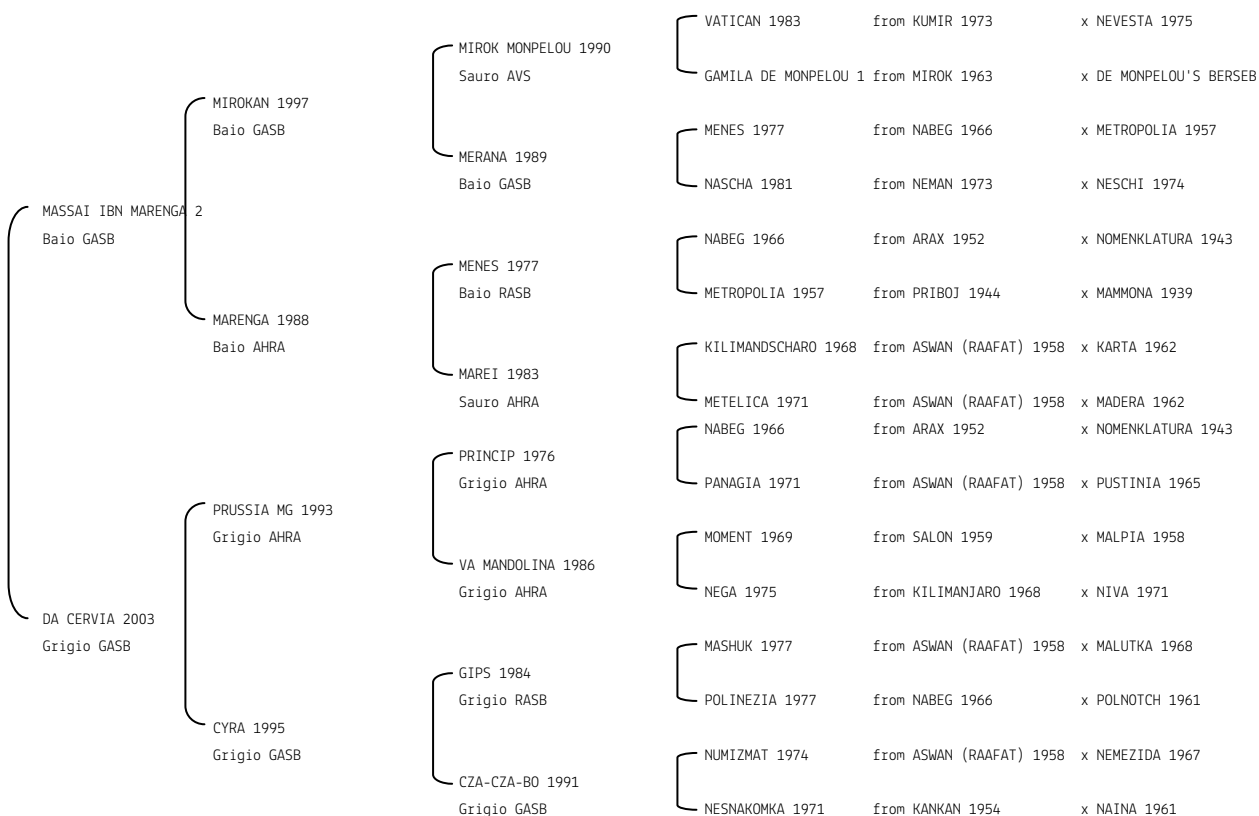 VATICAN 1983 from KUMIR 1973 x NEVESTA 1975
MIROK MONPELOU 1990
Sauro AVS
GAMILA DE MONPELOU 1 from MIROK 1963 x DE MONPELOU'S BERSEB
MIROKAN 1997
Baio GASB
MENES 1977 from NABEG 1966 x METROPOLIA 1957
MERANA 1989
Baio GASB
NASCHA 1981 from NEMAN 1973 x NESCHI 1974
MASSAI IBN MARENGA 2
Baio GASB
NABEG 1966 from ARAX 1952 x NOMENKLATURA 1943
MENES 1977
Baio RASB
METROPOLIA 1957 from PRIBOJ 1944 x MAMMONA 1939
MARENGA 1988
Baio AHRA
KILIMANDSCHARO 1968 from ASWAN (RAAFAT) 1958 x KARTA 1962
MAREI 1983
Sauro AHRA
METELICA 1971 from ASWAN (RAAFAT) 1958 x MADERA 1962
NABEG 1966 from ARAX 1952 x NOMENKLATURA 1943
PRINCIP 1976
Grigio AHRA
PANAGIA 1971 from ASWAN (RAAFAT) 1958 x PUSTINIA 1965
PRUSSIA MG 1993
Grigio AHRA
MOMENT 1969 from SALON 1959 x MALPIA 1958
VA MANDOLINA 1986
Grigio AHRA
NEGA 1975 from KILIMANJARO 1968 x NIVA 1971
DA CERVIA 2003
Grigio GASB
MASHUK 1977 from ASWAN (RAAFAT) 1958 x MALUTKA 1968
GIPS 1984
Grigio RASB
POLINEZIA 1977 from NABEG 1966 x POLNOTCH 1961
CYRA 1995
Grigio GASB
NUMIZMAT 1974 from ASWAN (RAAFAT) 1958 x NEMEZIDA 1967
CZA-CZA-BO 1991
Grigio GASB
NESNAKOMKA 1971 from KANKAN 1954 x NAINA 1961